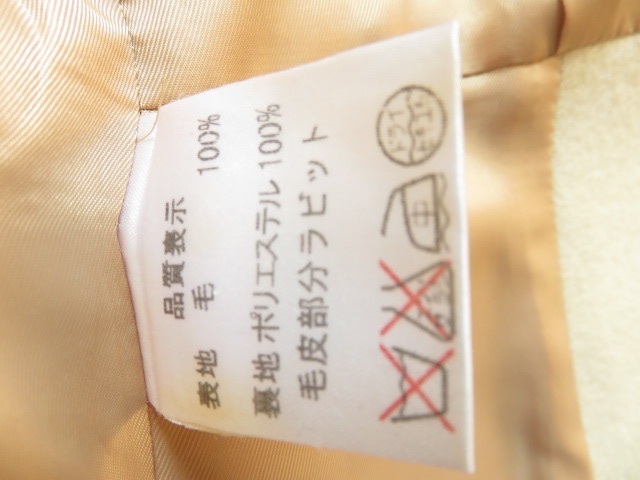 品質表示
表地 毛 100%
裏地 ポリエステル 100%
毛皮部分ラビット
中
ドライ